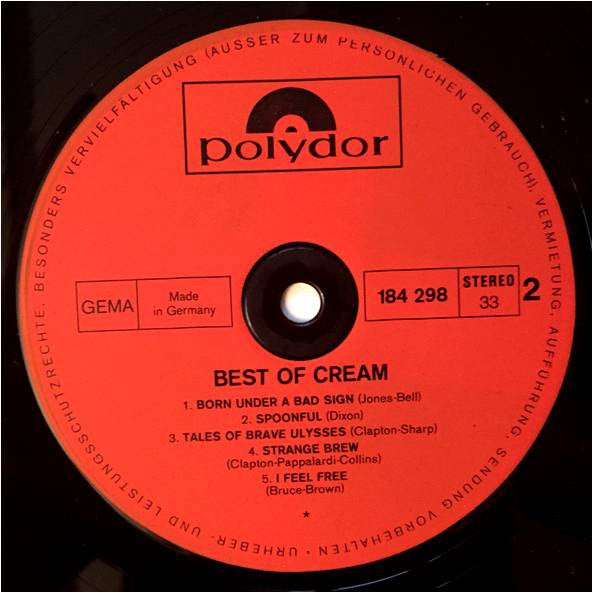 URHEBER- UND LEISTUNGSSCHUTZRECHTE, BESONDERS VERVIELFÄLTIGUNG (AUSSER ZUM PERSÖNLICHEN GEBRAUCH), VERMIETUNG, AUFFÜHRUNG, SENDUNG VORBEHALTEN •
polydor
GEMA
Made
in Germany
184 298
STEREO
33
2
BEST OF CREAM
1. BORN UNDER A BAD SIGN (Jones-Bell)
2. SPOONFUL (Dixon)
3. TALES OF BRAVE ULYSSES (Clapton-Sharp)
4. STRANGE BREW
(Clapton-Pappalardi-Collins)
5. I FEEL FREE
(Bruce-Brown)
*